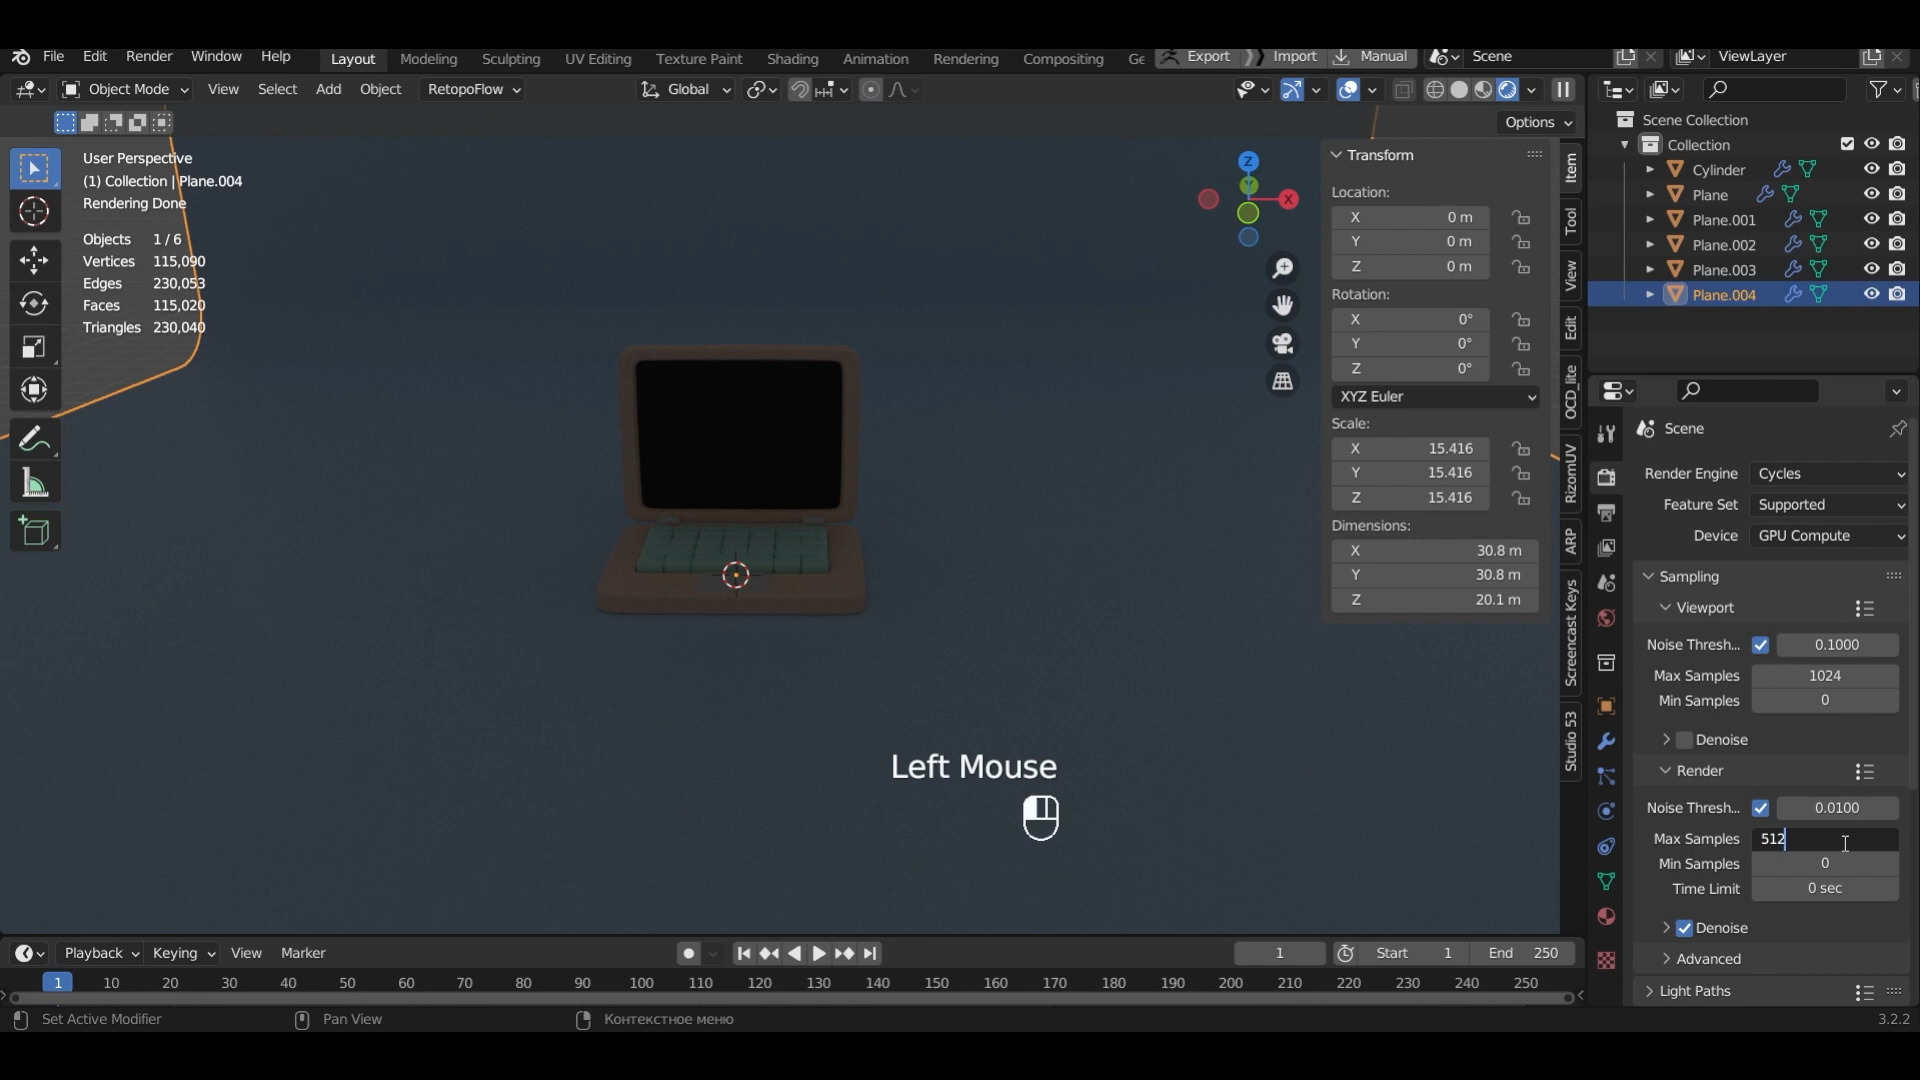 File Edit Render Window Help Layout Modeling Sculpting UV Editing Texture Paint Shading Animation Rendering Compositing Ge Export Import Manual Scene ViewLayer
Object Mode View Select Add Object RetopoFlow Global
Options
User Perspective
(1) Collection | Plane.004
Rendering Done
Objects 1 / 6
Vertices 115,090
Edges 230,053
Faces 115,020
Triangles 230,040
Z
Y
X
Transform
Location:
X 0 m
Y 0 m
Z 0 m
Rotation:
X 0°
Y 0°
Z 0°
XYZ Euler
Scale:
X 15.416
Y 15.416
Z 15.416
Dimensions:
X 30.8 m
Y 30.8 m
Z 20.1 m
Item
Tool
View
Edit
OCD_lite
RizomUV
ARP
Screencast Keys
Studio 53
Scene Collection
Collection
Cylinder
Plane
Plane.001
Plane.002
Plane.003
Plane.004
Scene
Render Engine Cycles
Feature Set Supported
Device GPU Compute
Sampling
Viewport
Noise Thresh... 0.1000
Max Samples 1024
Min Samples 0
Denoise
Render
Noise Thresh... 0.0100
Max Samples 512
Min Samples 0
Time Limit 0 sec
Denoise
Advanced
Light Paths
Left Mouse
Playback Keying View Marker 1 Start 1 End 250
1 10 20 30 40 50 60 70 80 90 100 110 120 130 140 150 160 170 180 190 200 210 220 230 240 250
Set Active Modifier Pan View Контекстное меню 3.2.2